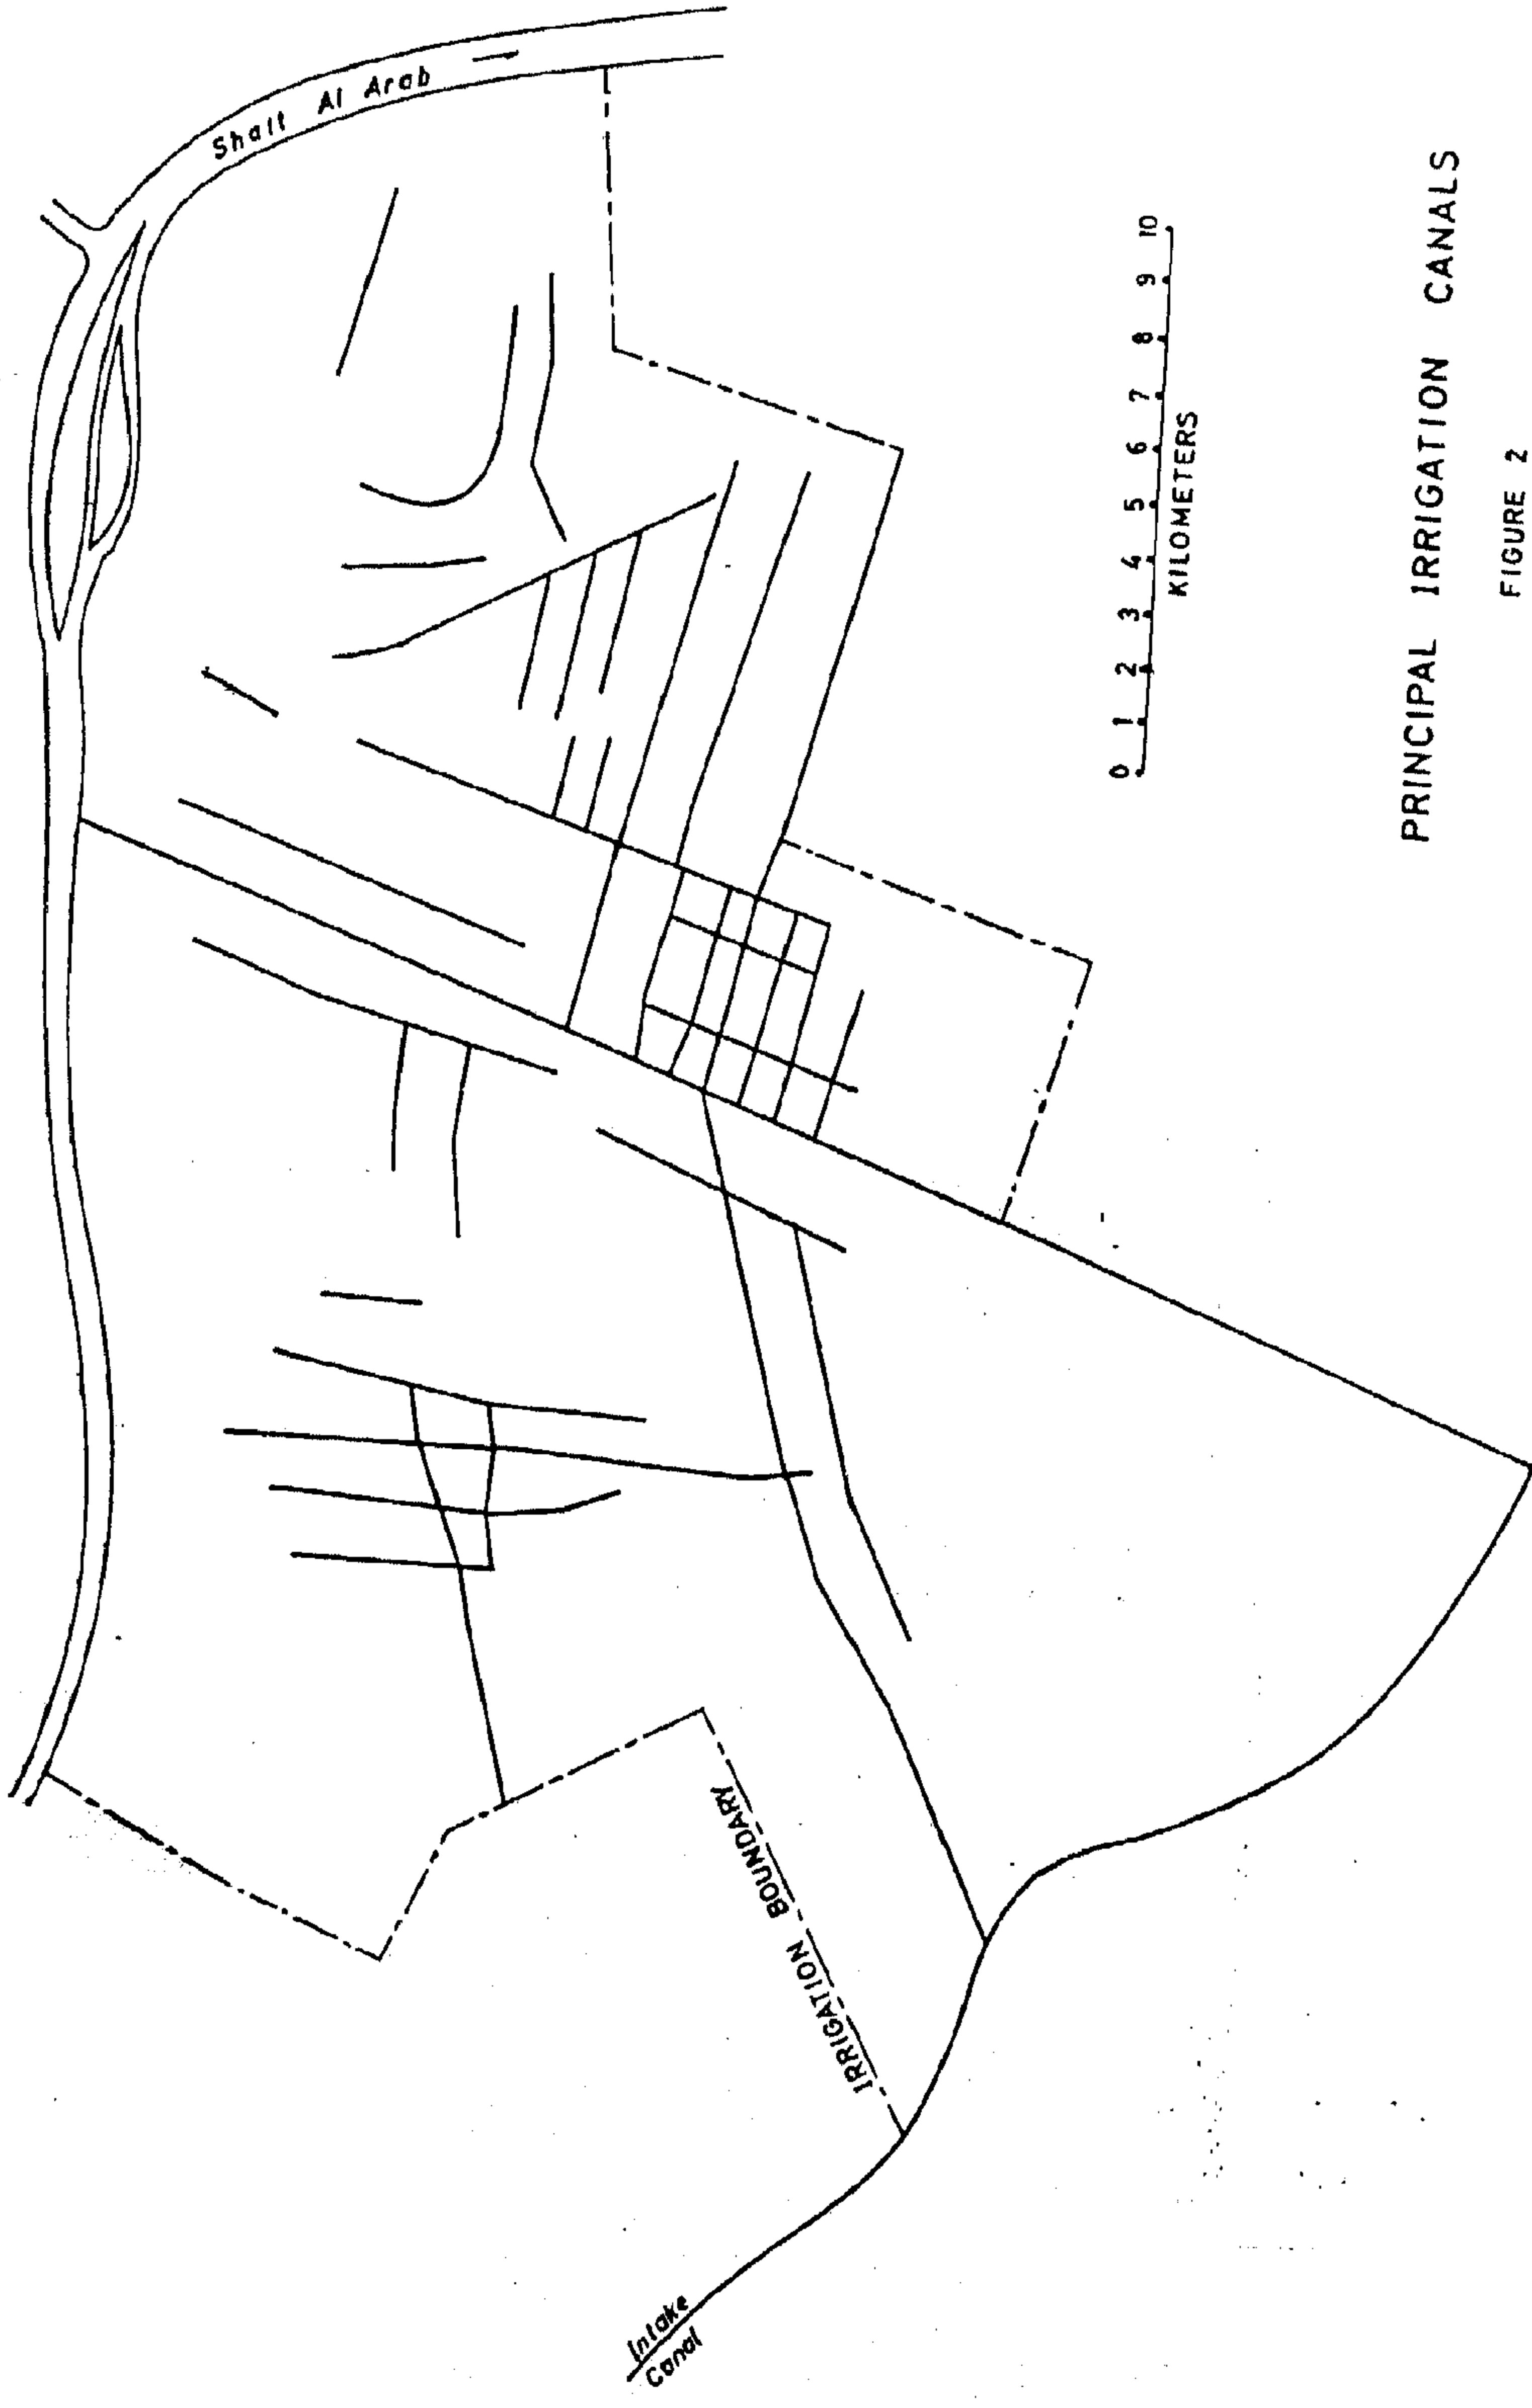 Shatt Al Arab
IRRIGATION BOUNDARY
Intake
Canal
0 1 2 3 4 5 6 7 8 9 10
KILOMETERS
PRINCIPAL IRRIGATION CANALS
FIGURE 2